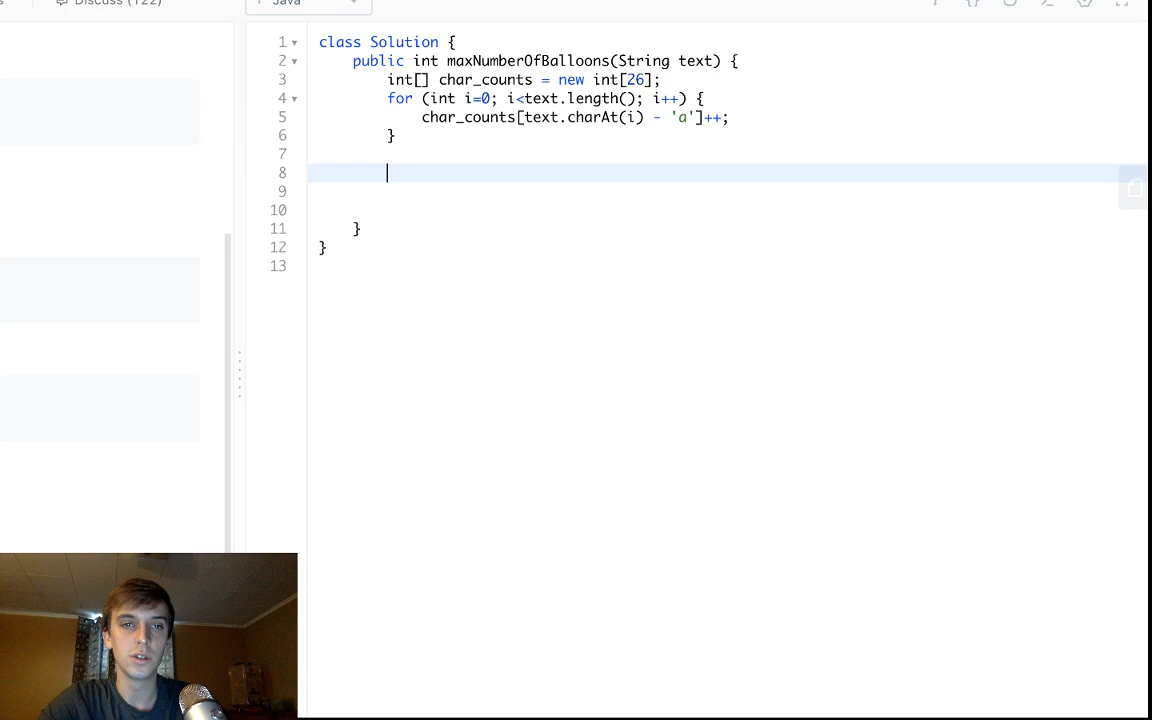 Discuss (122)
Java
1 class Solution {
2 public int maxNumberOfBalloons(String text) {
3 int[] char_counts = new int[26];
4 for (int i=0; i<text.length(); i++) {
5 char_counts[text.charAt(i) - 'a']++;
6 }
7
8
9
10
11 }
12 }
13